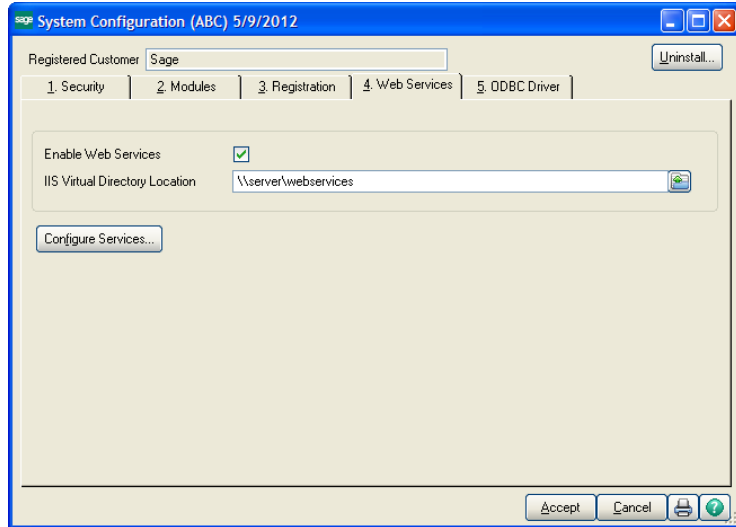 sage System Configuration (ABC) 5/9/2012
Registered Customer Sage Uninstall...
1. Security 2. Modules 3. Registration 4. Web Services 5. ODBC Driver
Enable Web Services
IIS Virtual Directory Location \\server\webservices
Configure Services...
Accept Cancel ?